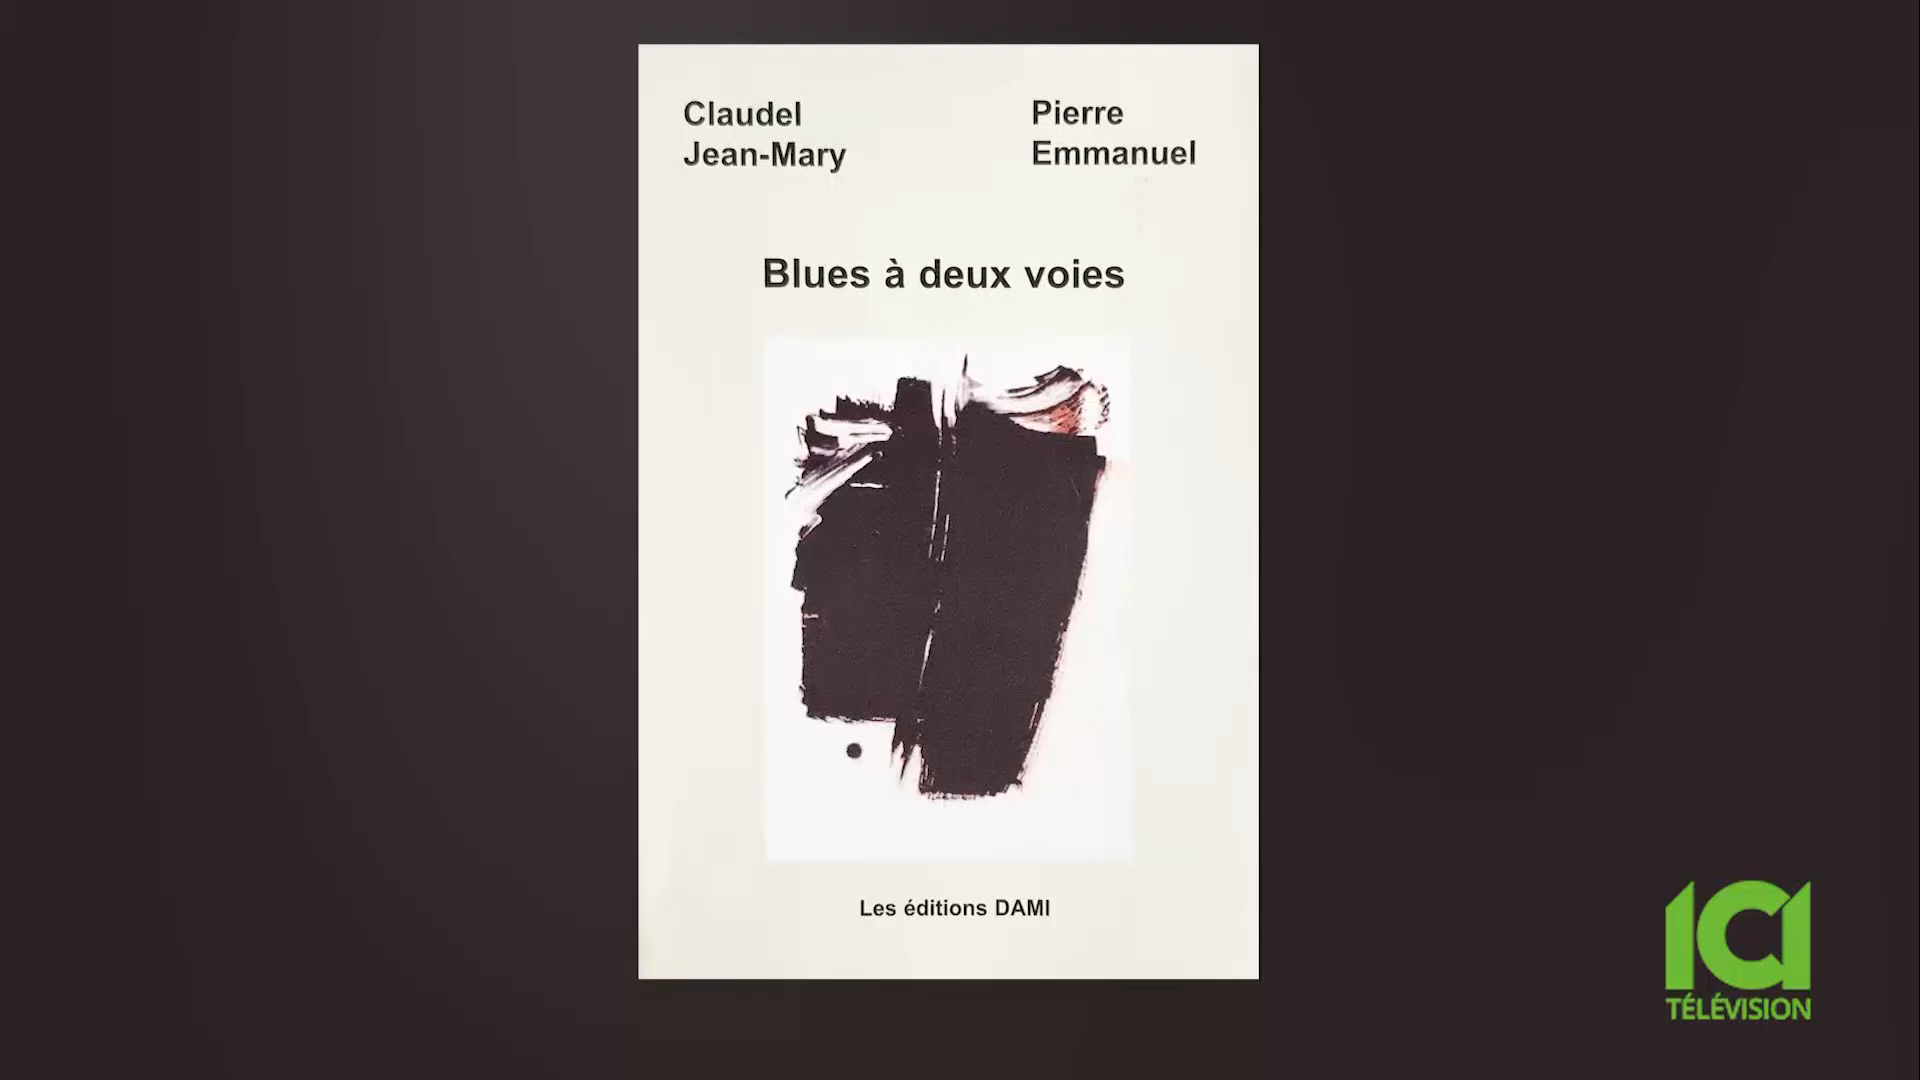 Claudel
Jean-Mary
Pierre
Emmanuel
Blues à deux voies
Les éditions DAMI
ICI
TÉLÉVISION